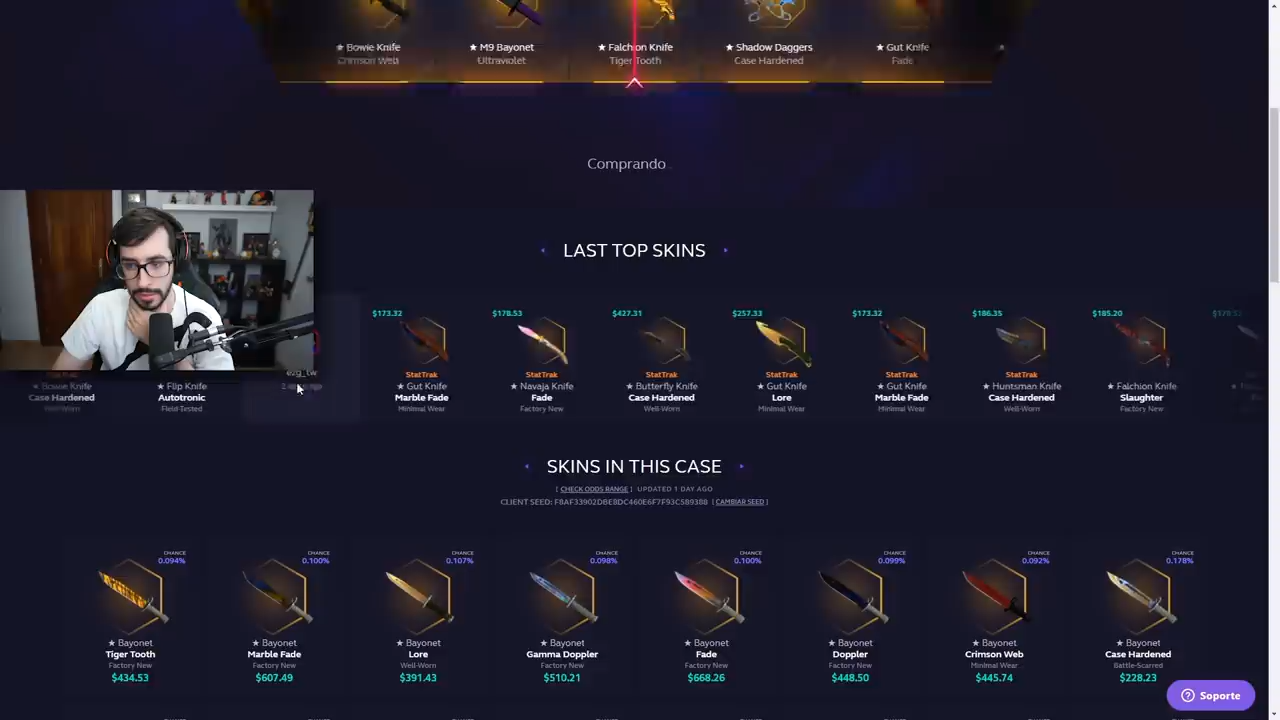 ★ Bowie Knife
Crimson Web
★ M9 Bayonet
Ultraviolet
★ Falchion Knife
Tiger Tooth
★ Shadow Daggers
Case Hardened
★ Gut Knife
Fade
Comprando
LAST TOP SKINS
★ Bowie Knife
Case Hardened
Well-Worn
★ Flip Knife
Autotronic
Field-Tested
ezg_tw
$173.32
StatTrak
★ Gut Knife
Marble Fade
Minimal Wear
$178.53
★ Navaja Knife
Fade
Factory New
$427.31
StatTrak
★ Butterfly Knife
Case Hardened
Well-Worn
$257.33
StatTrak
★ Gut Knife
Lore
Minimal Wear
$173.32
StatTrak
★ Gut Knife
Marble Fade
Minimal Wear
$186.35
StatTrak
★ Huntsman Knife
Case Hardened
Well-Worn
$185.20
★ Falchion Knife
Slaughter
Factory New
SKINS IN THIS CASE
[ CHECK ODDS RANGE ] UPDATED 1 DAY AGO
CLIENT SEED: F8AF33902DBEBDC460E6F7F93C589388 [ CAMBIAR SEED ]
CHANCE
0.094%
★ Bayonet
Tiger Tooth
Factory New
$434.53
CHANCE
0.100%
★ Bayonet
Marble Fade
Factory New
$607.49
CHANCE
0.107%
★ Bayonet
Lore
Well-Worn
$391.43
CHANCE
0.098%
★ Bayonet
Gamma Doppler
Factory New
$510.21
CHANCE
0.100%
★ Bayonet
Fade
Factory New
$668.26
CHANCE
0.099%
★ Bayonet
Doppler
Factory New
$448.50
CHANCE
0.092%
★ Bayonet
Crimson Web
Minimal Wear
$445.74
CHANCE
0.178%
★ Bayonet
Case Hardened
Battle-Scarred
$228.23
Soporte